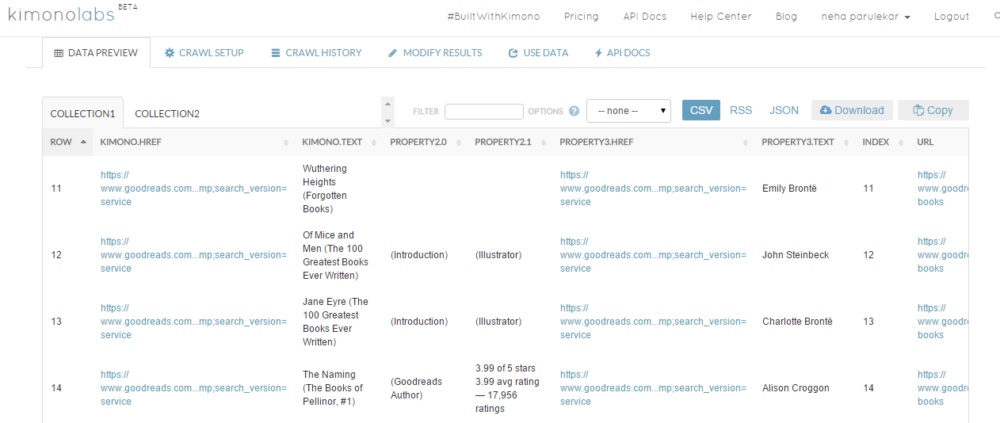 kimonolabs BETA
#BuiltWithKimono Pricing API Docs Help Center Blog neha parulekar Logout
DATA PREVIEW CRAWL SETUP CRAWL HISTORY MODIFY RESULTS USE DATA API DOCS
COLLECTION1 COLLECTION2 FILTER OPTIONS ? -- none -- CSV RSS JSON Download Copy
ROW KIMONO.HREF KIMONO.TEXT PROPERTY2.0 PROPERTY2.1 PROPERTY3.HREF PROPERTY3.TEXT INDEX URL
11
https://
www.goodreads.com...mp;search_version=
service
Wuthering
Heights
(Forgotten
Books)
https://
www.goodreads.com...mp;search_version=
service
Emily Brontë
11
https://
www.goodr
books
12
https://
www.goodreads.com...mp;search_version=
service
Of Mice and
Men (The 100
Greatest Books
Ever Written)
(Introduction)
(Illustrator)
https://
www.goodreads.com...mp;search_version=
service
John Steinbeck
12
https://
www.goodr
books
13
https://
www.goodreads.com...mp;search_version=
service
Jane Eyre (The
100 Greatest
Books Ever
Written)
(Introduction)
(Illustrator)
https://
www.goodreads.com...mp;search_version=
service
Charlotte Brontë
13
https://
www.goodr
books
14
https://
www.goodreads.com...mp;search_version=
service
The Naming
(The Books of
Pellinor, #1)
(Goodreads
Author)
3.99 of 5 stars
3.99 avg rating
— 17,956
ratings
https://
www.goodreads.com...mp;search_version=
service
Alison Croggon
14
https://
www.goodr
books